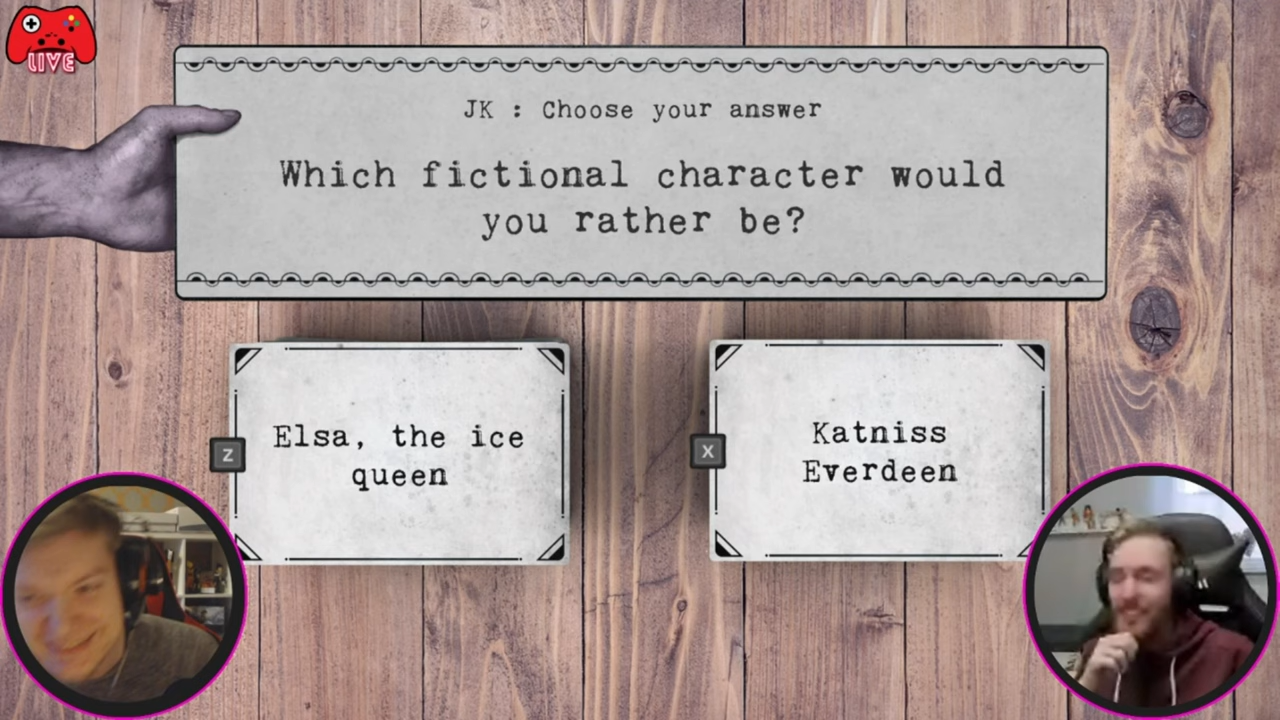 LIVE
JK : Choose your answer
Which fictional character would
you rather be?
Elsa, the ice
queen
Katniss
Everdeen
Z
X